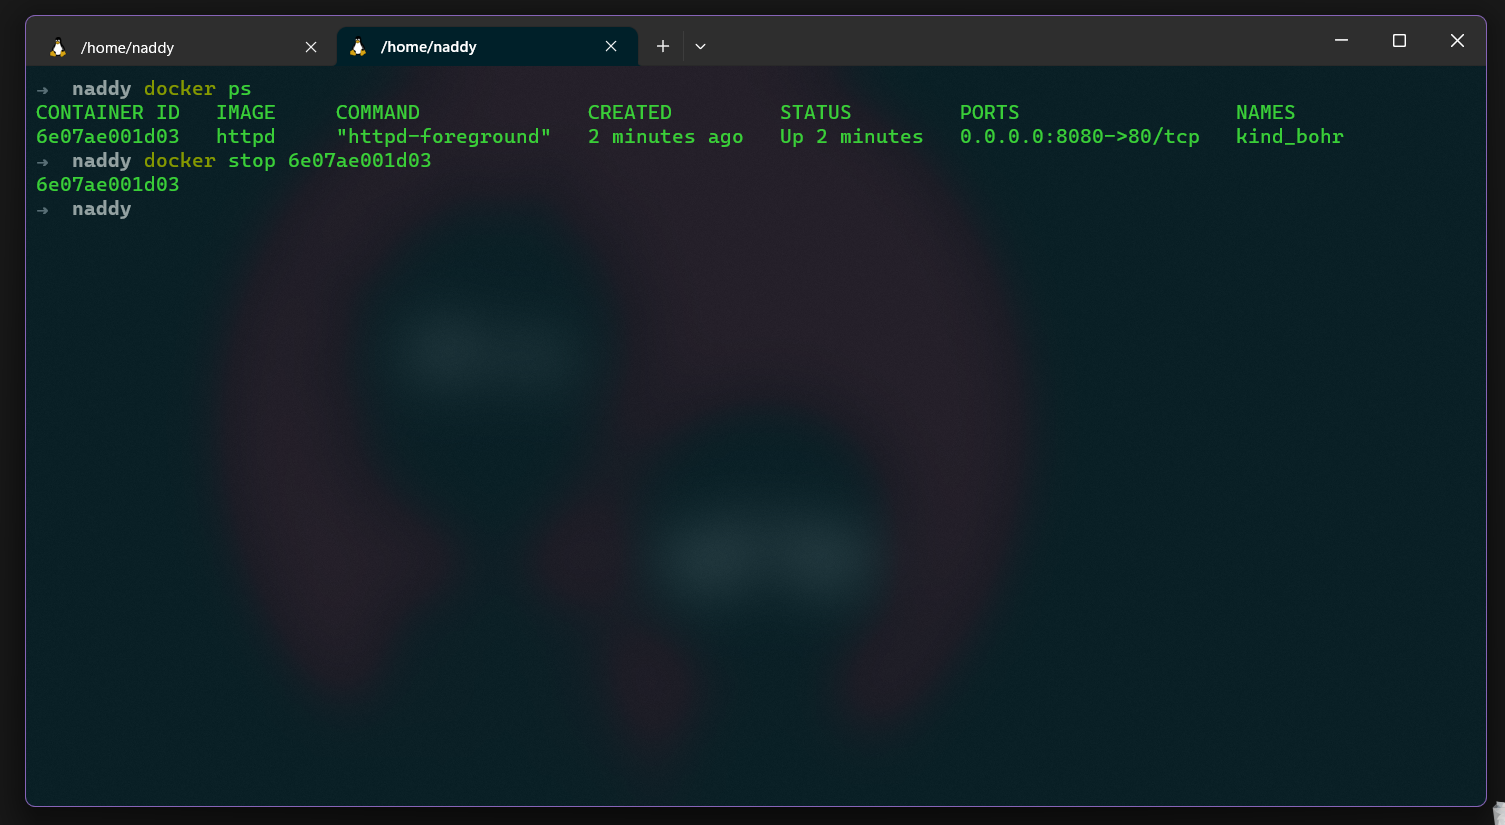 /home/naddy /home/naddy
➜ naddy docker ps
CONTAINER ID IMAGE COMMAND CREATED STATUS PORTS NAMES
6e07ae001d03 httpd "httpd-foreground" 2 minutes ago Up 2 minutes 0.0.0.0:8080->80/tcp kind_bohr
➜ naddy docker stop 6e07ae001d03
6e07ae001d03
➜ naddy